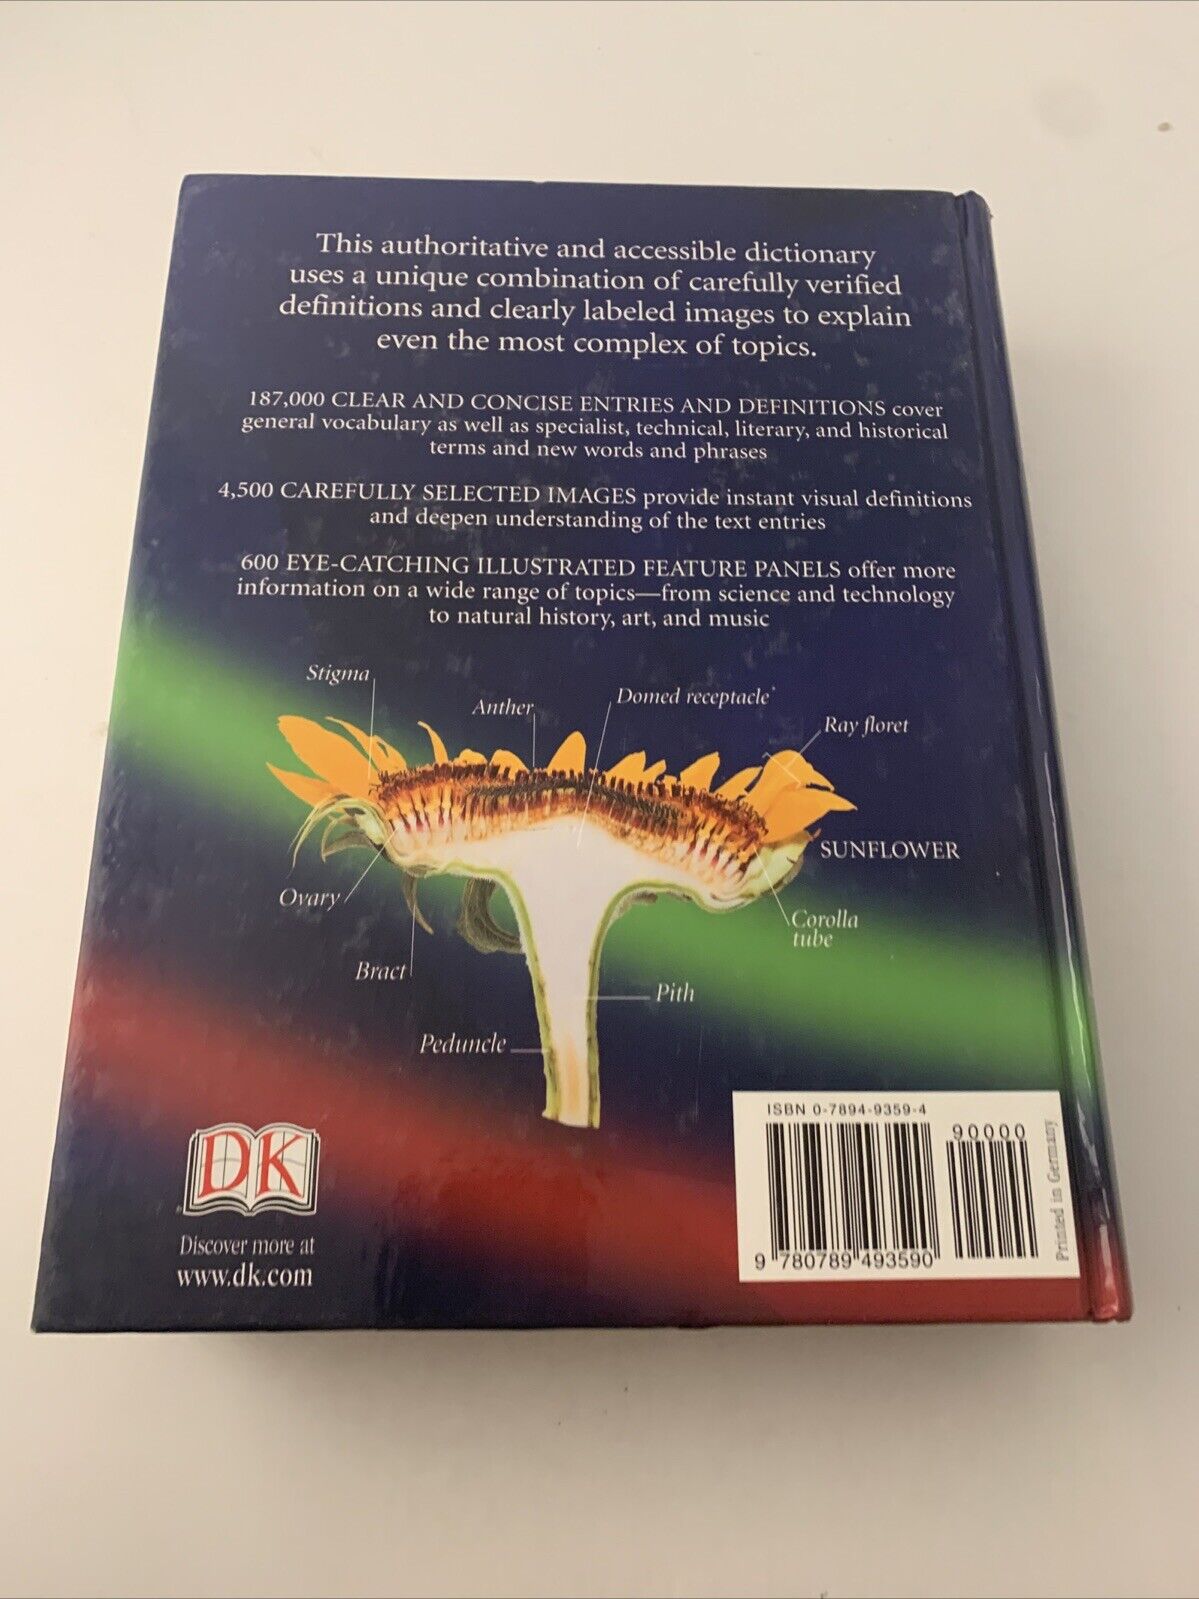 This authoritative and accessible dictionary
uses a unique combination of carefully verified
definitions and clearly labeled images to explain
even the most complex of topics.
187,000 CLEAR AND CONCISE ENTRIES AND DEFINITIONS cover
general vocabulary as well as specialist, technical, literary, and historical
terms and new words and phrases
4,500 CAREFULLY SELECTED IMAGES provide instant visual definitions
and deepen understanding of the text entries
600 EYE-CATCHING ILLUSTRATED FEATURE PANELS offer more
information on a wide range of topics—from science and technology
to natural history, art, and music
Stigma
Anther
Domed receptacle
Ray floret
SUNFLOWER
Ovary
Corolla
tube
Bract
Pith
Peduncle
DK
Discover more at
www.dk.com
ISBN 0-7894-9359-4
90000
9 780789 493590
Printed in Germany